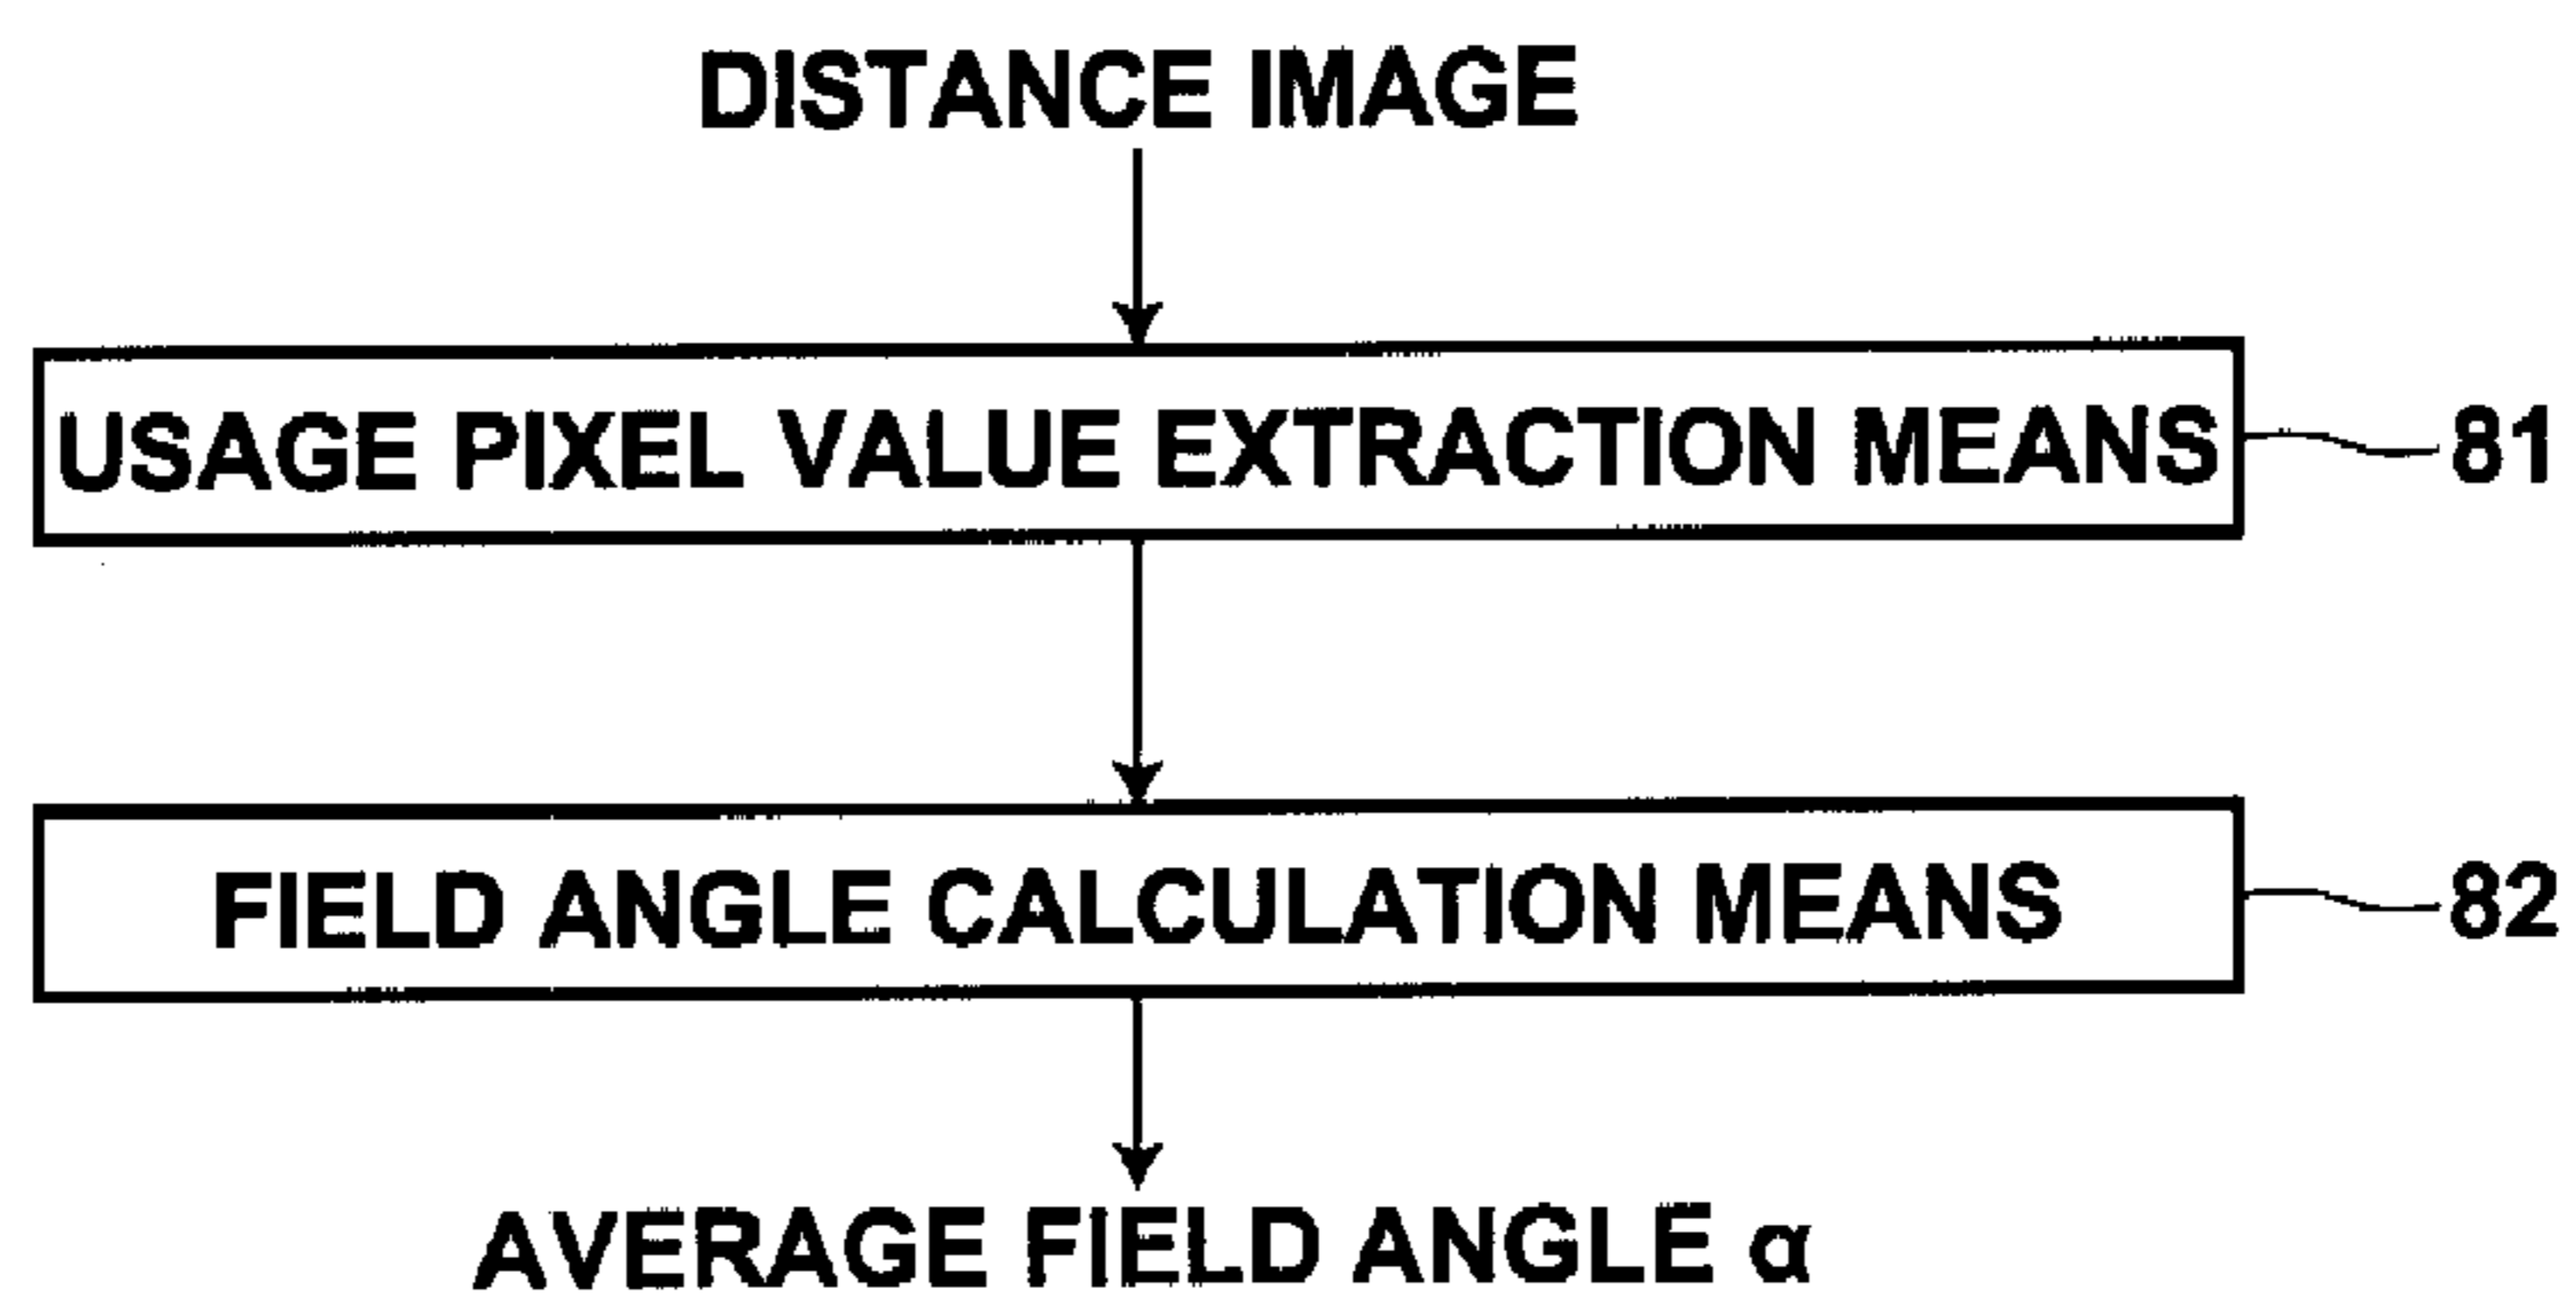 DISTANCE IMAGE
USAGE PIXEL VALUE EXTRACTION MEANS 81
FIELD ANGLE CALCULATION MEANS 82
AVERAGE FIELD ANGLE α